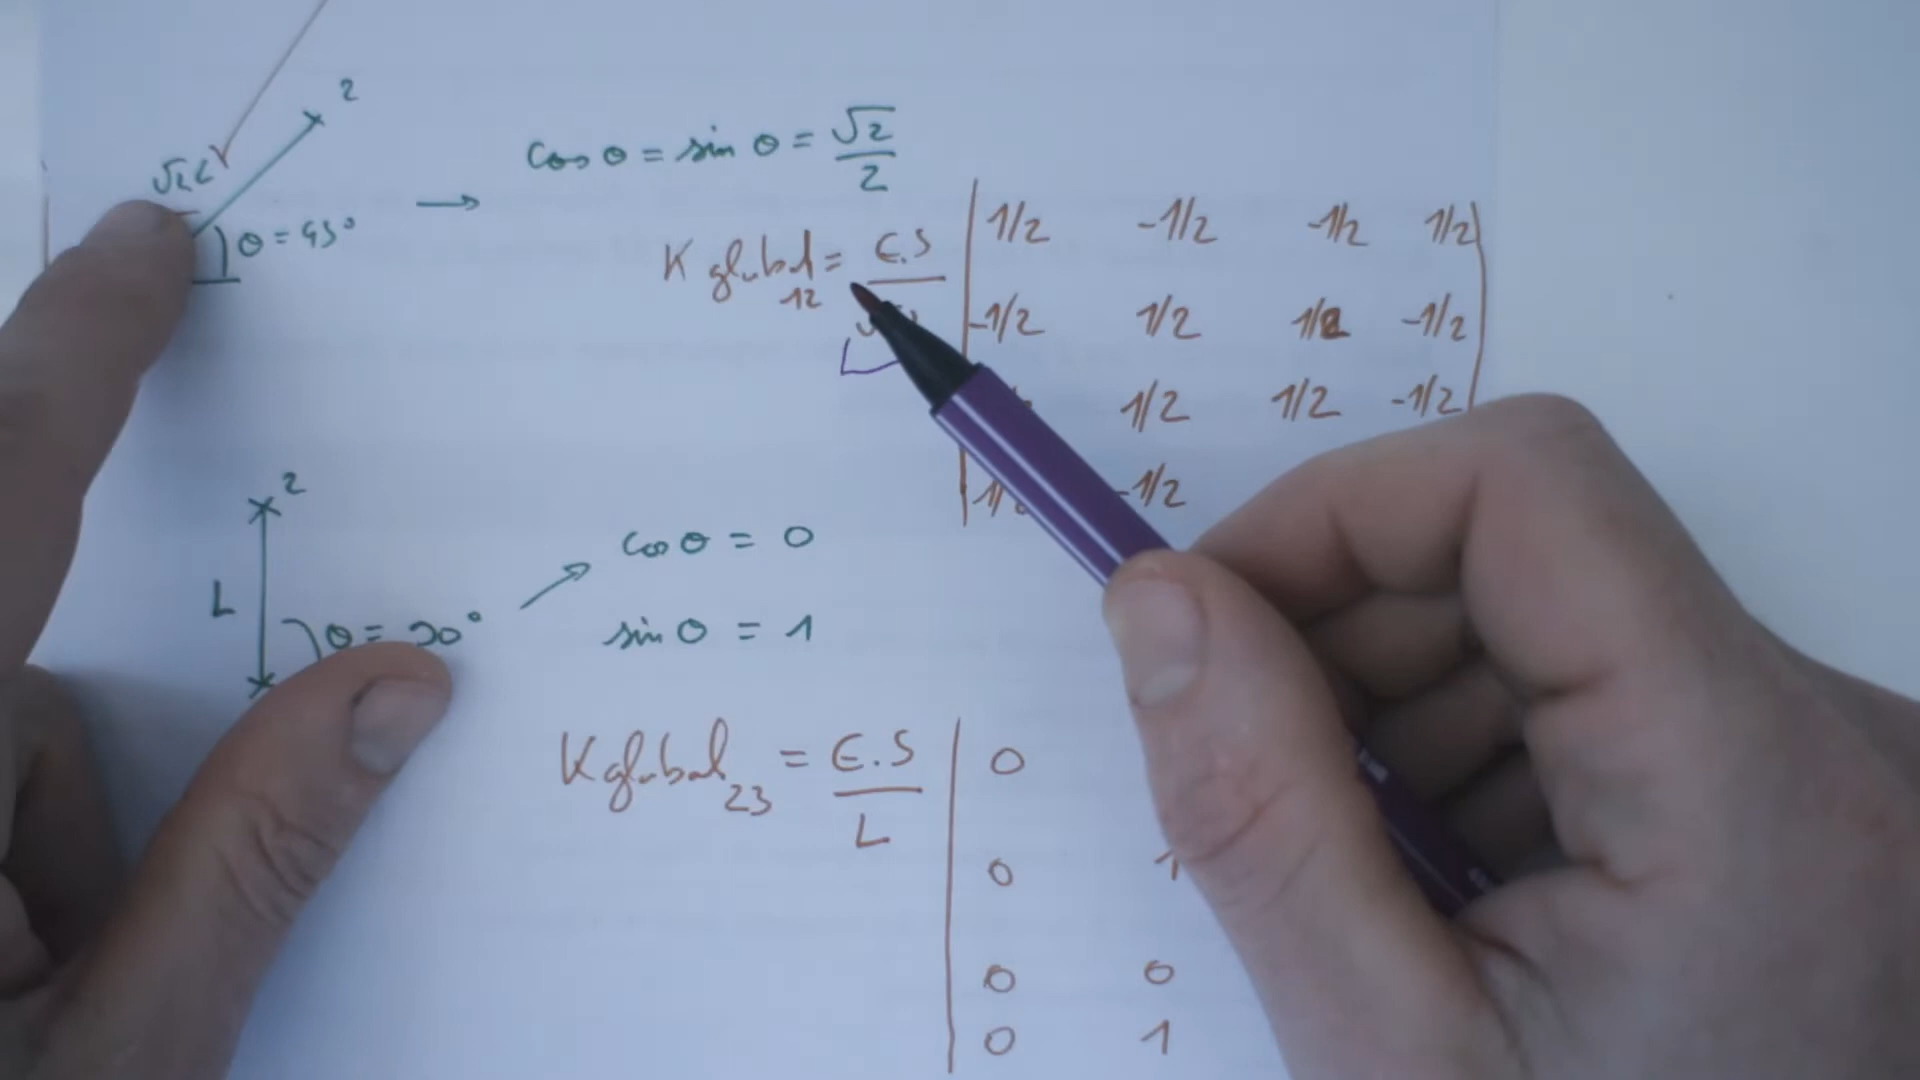 2
√2 L
θ = 45°
cos θ = sin θ = √2/2
K global 12 = E.S
1/2 -1/2 -1/2 1/2
-1/2 1/2 1/2 -1/2
1/2 1/2 -1/2
-1/2
2
L
θ = 90°
cos θ = 0
sin θ = 1
K global 23 = E.S/L
0
0 1
0 0
0 1